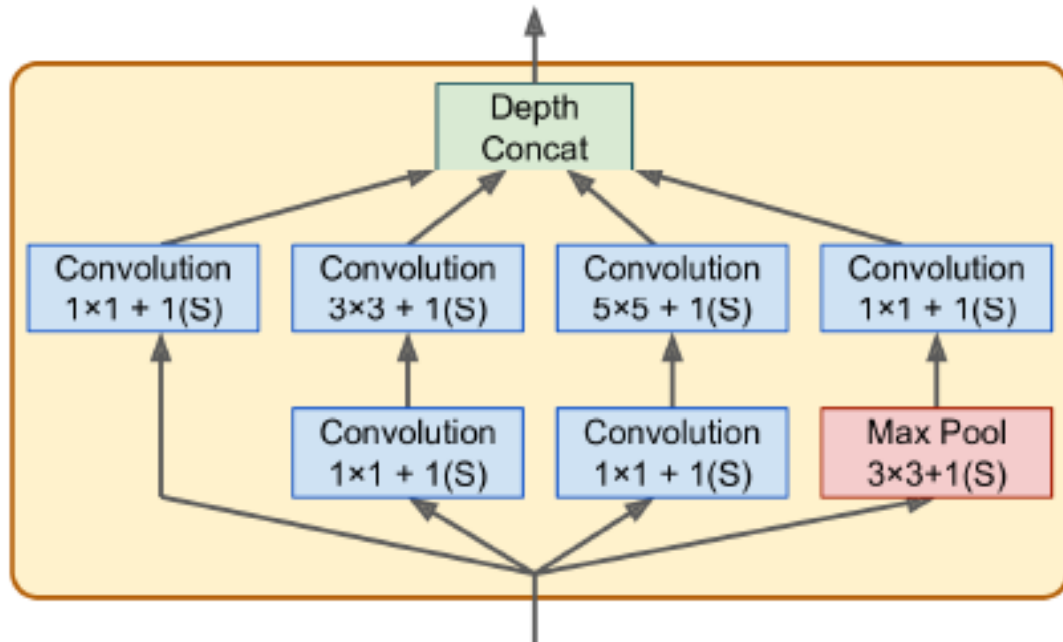 Depth
Concat
Convolution
1×1 + 1(S)
Convolution
3×3 + 1(S)
Convolution
5×5 + 1(S)
Convolution
1×1 + 1(S)
Convolution
1×1 + 1(S)
Convolution
1×1 + 1(S)
Max Pool
3×3+1(S)